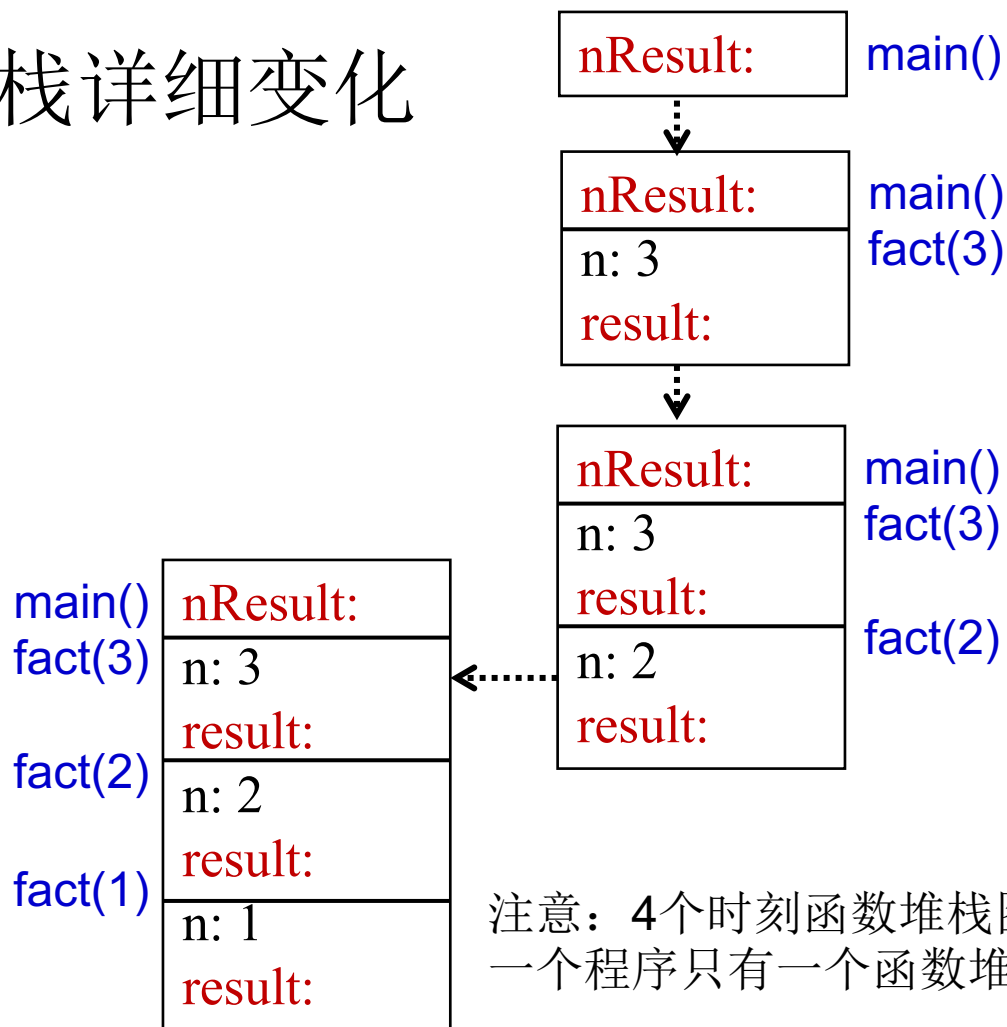 栈详细变化
nResult: main()
nResult: main()
n: 3 fact(3)
result:
nResult: main()
n: 3 fact(3)
result:
n: 2 fact(2)
result:
main() nResult:
fact(3) n: 3
result:
fact(2) n: 2
result:
fact(1) n: 1
result:
注意：4个时刻函数堆栈
一个程序只有一个函数堆